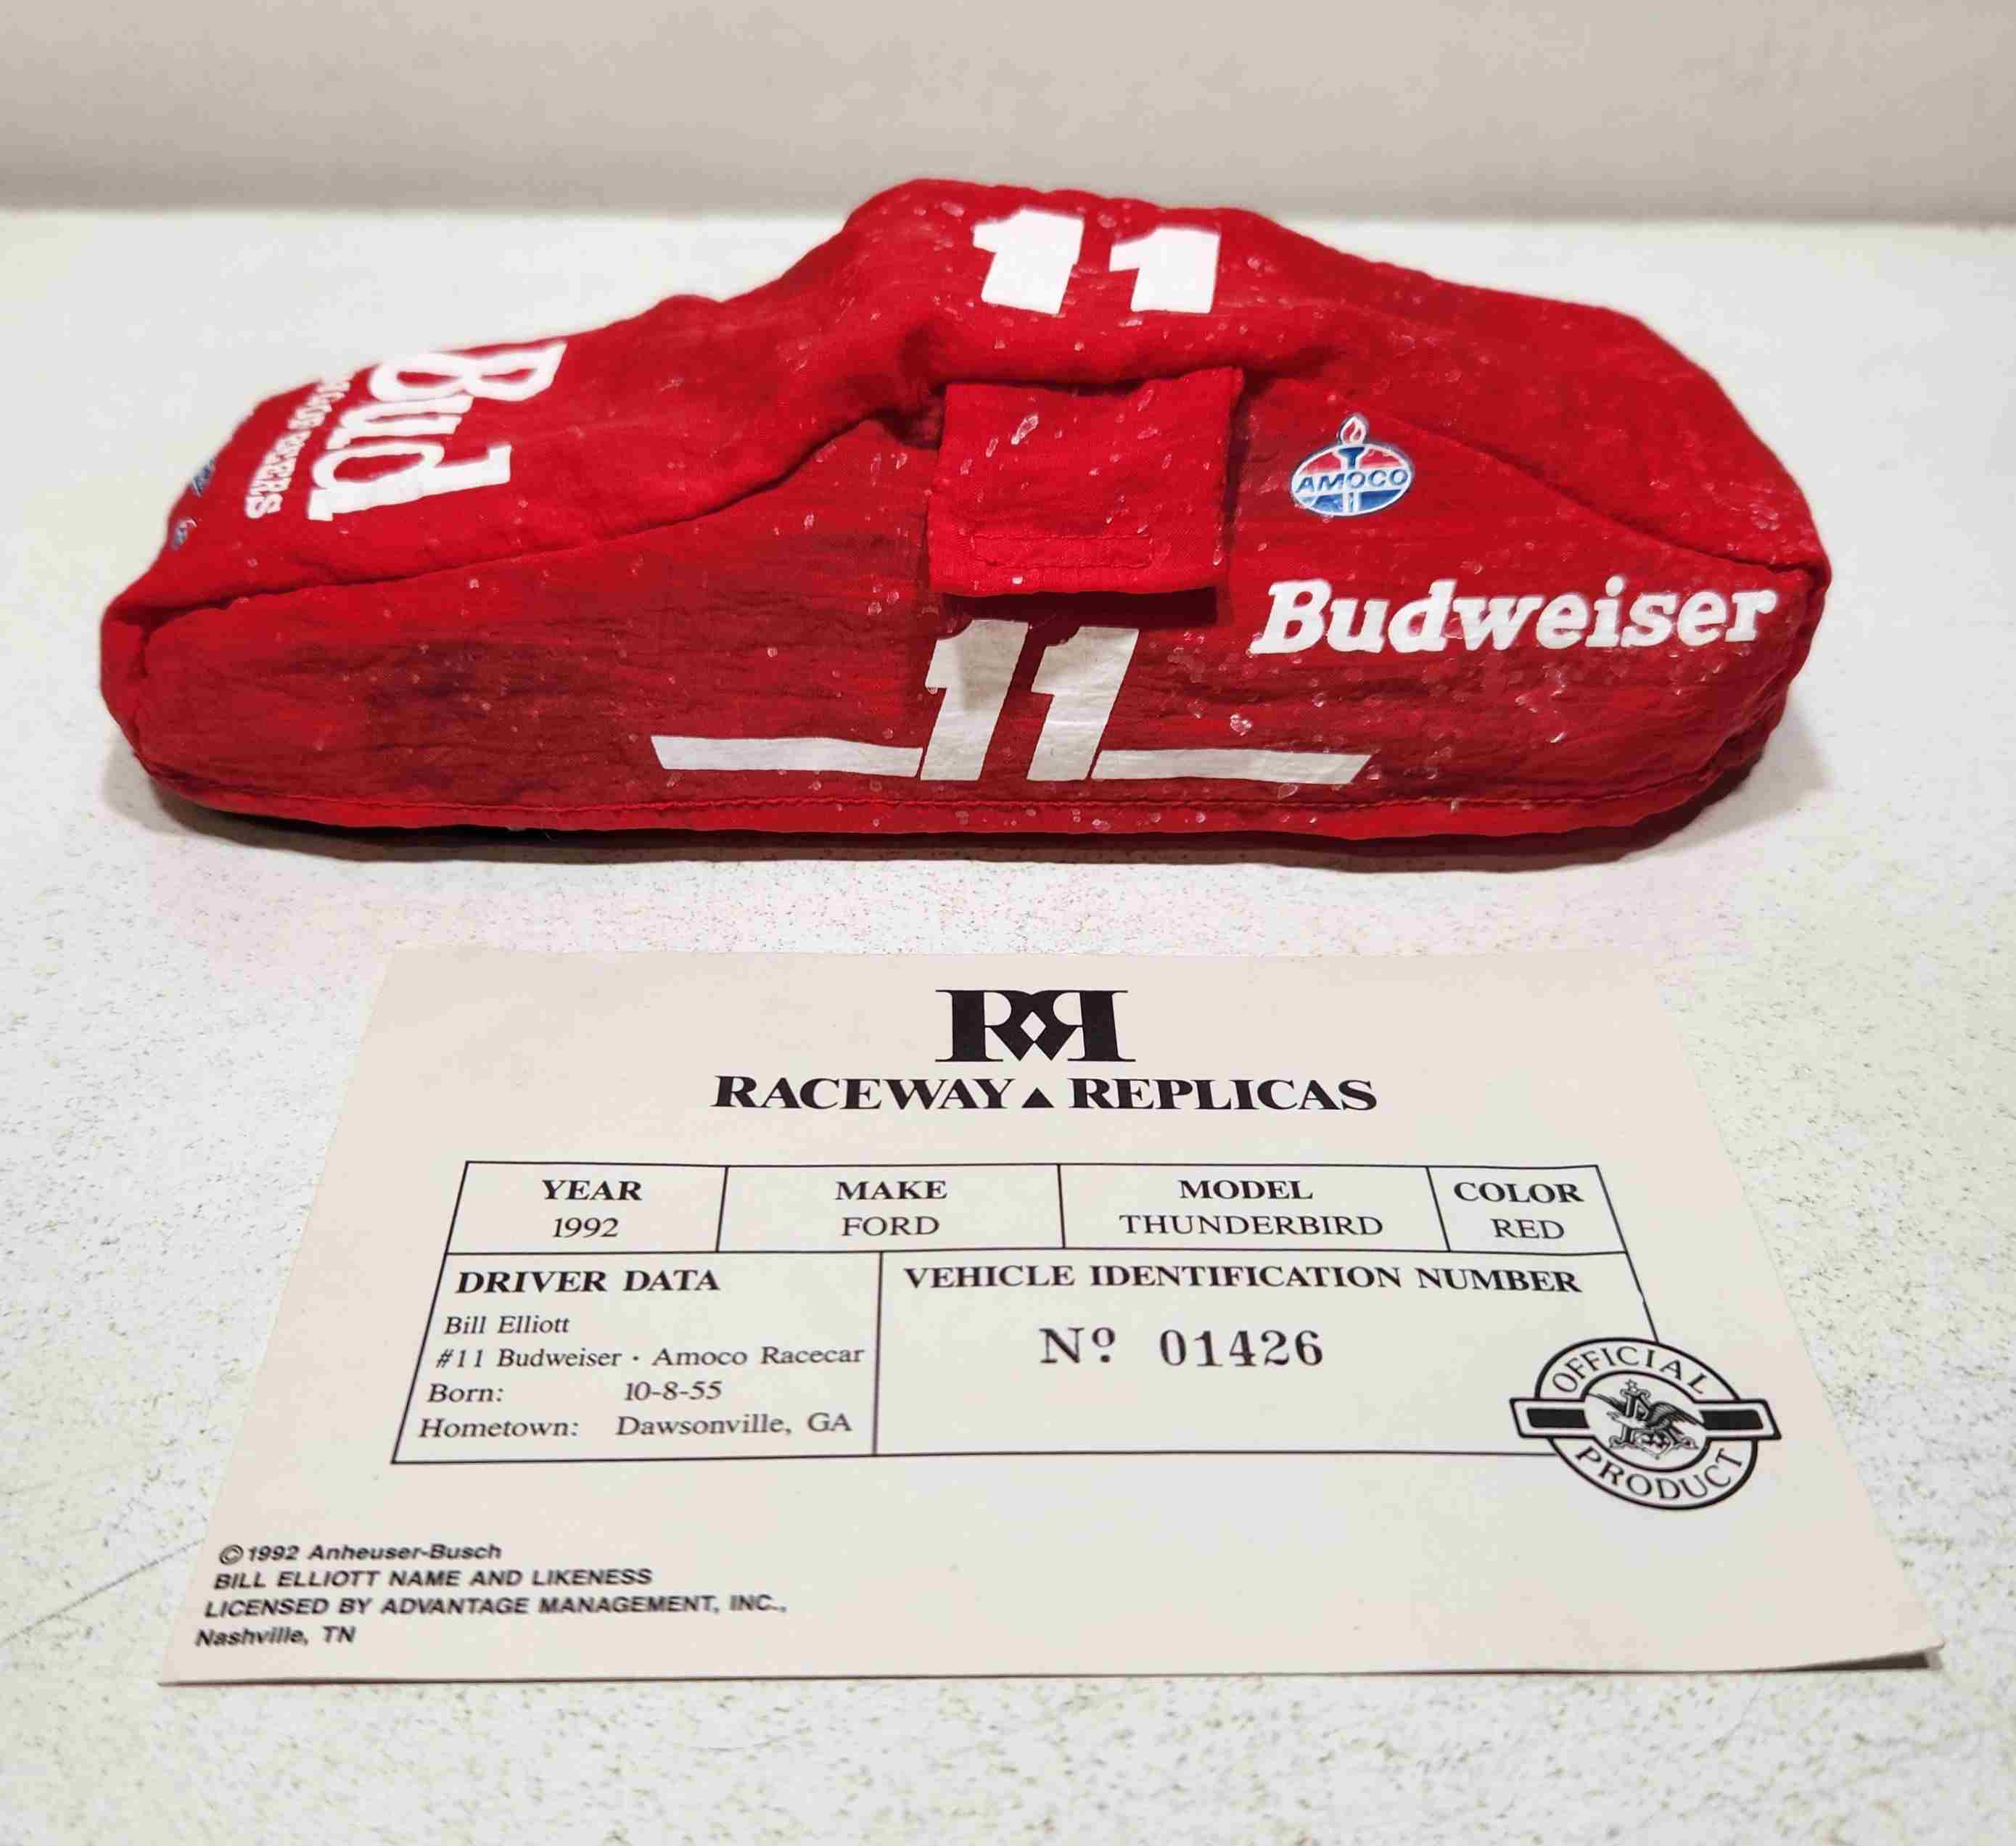 11
Bud
AMOCO
Budweiser
11
RR
RACEWAY ▲ REPLICAS
YEAR
1992
MAKE
FORD
MODEL
THUNDERBIRD
COLOR
RED
DRIVER DATA
Bill Elliott
#11 Budweiser · Amoco Racecar
Born: 10-8-55
Hometown: Dawsonville, GA
VEHICLE IDENTIFICATION NUMBER
Nº 01426
OFFICIAL
PRODUCT
©1992 Anheuser-Busch
BILL ELLIOTT NAME AND LIKENESS
LICENSED BY ADVANTAGE MANAGEMENT, INC.,
Nashville, TN